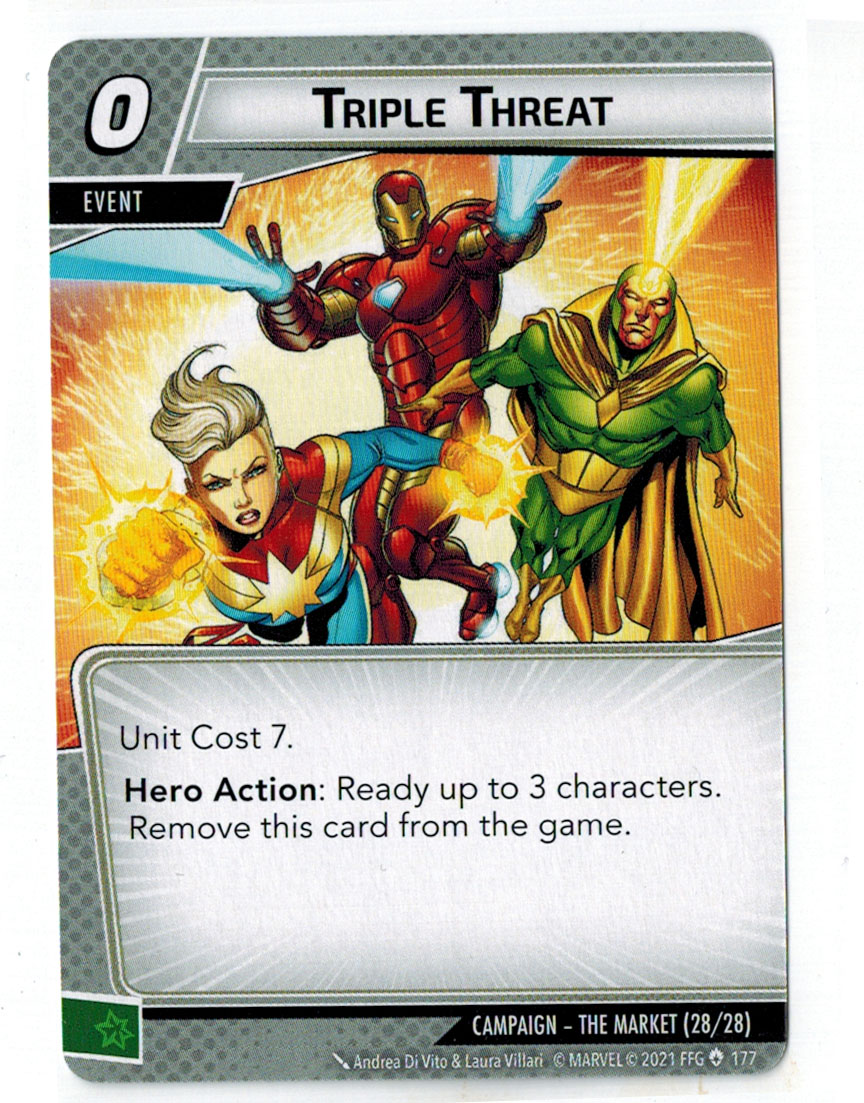 0
TRIPLE THREAT
EVENT
Unit Cost 7.
Hero Action: Ready up to 3 characters.
Remove this card from the game.
CAMPAIGN – THE MARKET (28/28)
Andrea Di Vito & Laura Villari © MARVEL © 2021 FFG 177